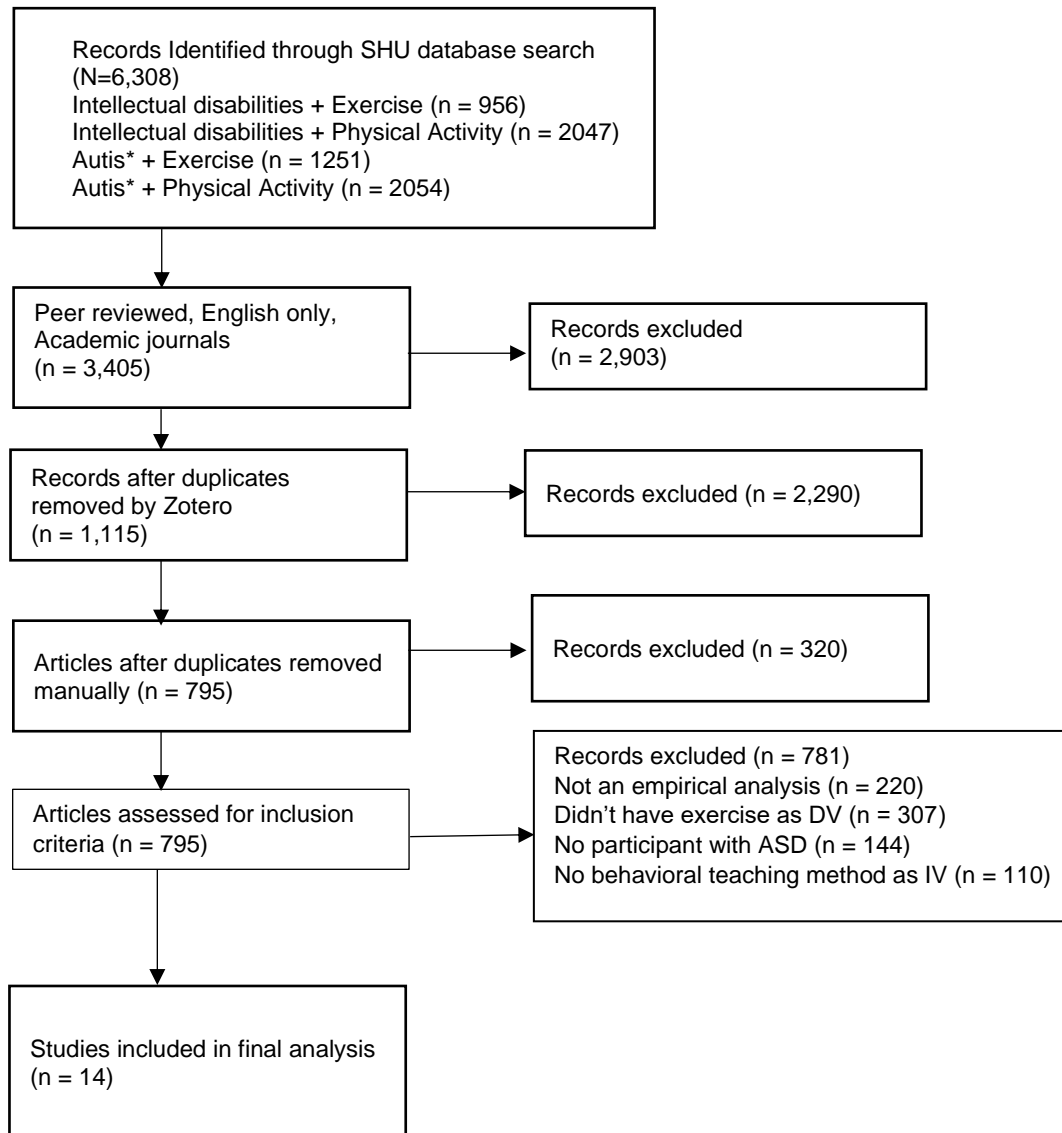 Records Identified through SHU database search
(N=6,308)
Intellectual disabilities + Exercise (n = 956)
Intellectual disabilities + Physical Activity (n = 2047)
Autis* + Exercise (n = 1251)
Autis* + Physical Activity (n = 2054)
Peer reviewed, English only,
Academic journals
(n = 3,405)
Records excluded
(n = 2,903)
Records after duplicates
removed by Zotero
(n = 1,115)
Records excluded (n = 2,290)
Articles after duplicates removed
manually (n = 795)
Records excluded (n = 320)
Articles assessed for inclusion
criteria (n = 795)
Records excluded (n = 781)
Not an empirical analysis (n = 220)
Didn’t have exercise as DV (n = 307)
No participant with ASD (n = 144)
No behavioral teaching method as IV (n = 110)
Studies included in final analysis
(n = 14)